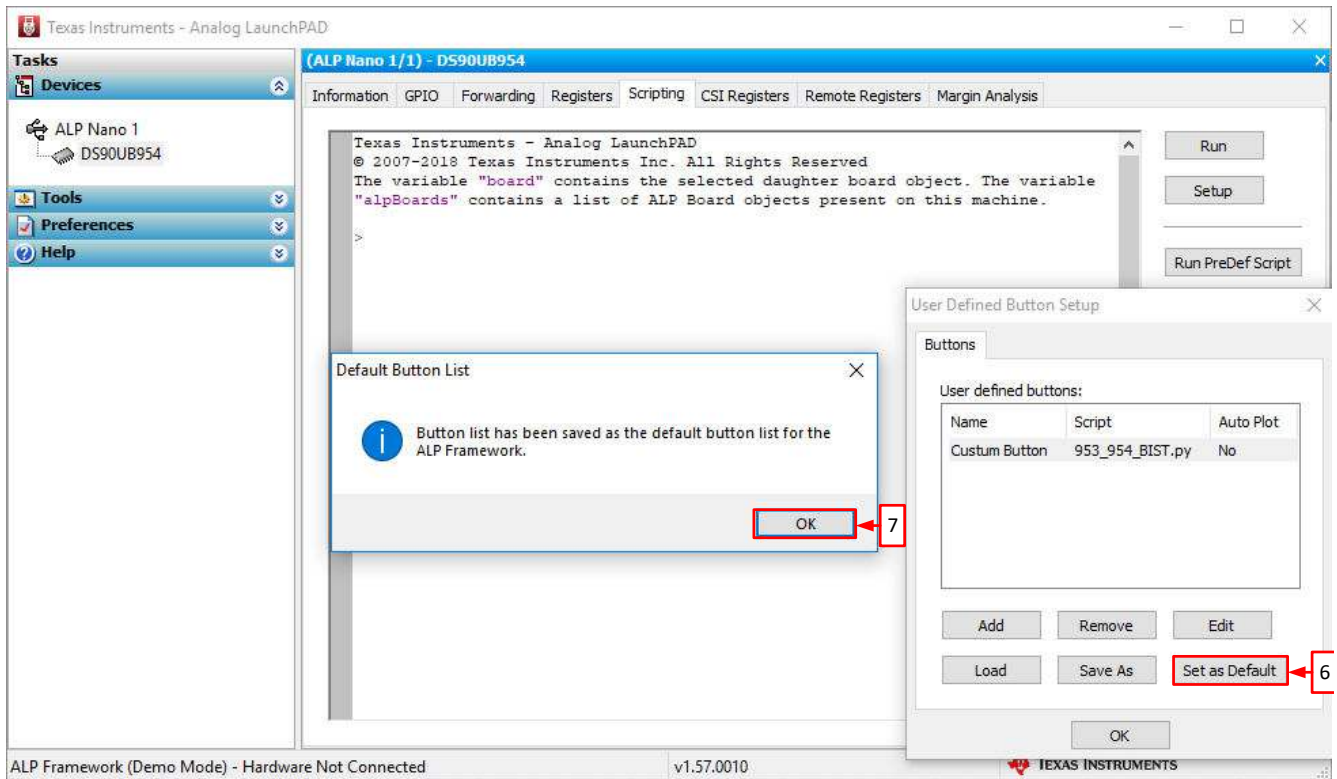 Texas Instruments - Analog LaunchPAD
Tasks
Devices
ALP Nano 1
DS90UB954
Tools
Preferences
Help
(ALP Nano 1/1) - DS90UB954
Information GPIO Forwarding Registers Scripting CSI Registers Remote Registers Margin Analysis
Texas Instruments - Analog LaunchPAD
© 2007-2018 Texas Instruments Inc. All Rights Reserved
The variable "board" contains the selected daughter board object. The variable
"alpBoards" contains a list of ALP Board objects present on this machine.
>
Run
Setup
Run PreDef Script
Default Button List
Button list has been saved as the default button list for the
ALP Framework.
OK
7
User Defined Button Setup
Buttons
User defined buttons:
Name Script Auto Plot
Custum Button 953_954_BIST.py No
Add Remove Edit
Load Save As Set as Default
6
OK
ALP Framework (Demo Mode) - Hardware Not Connected
v1.57.0010
TEXAS INSTRUMENTS